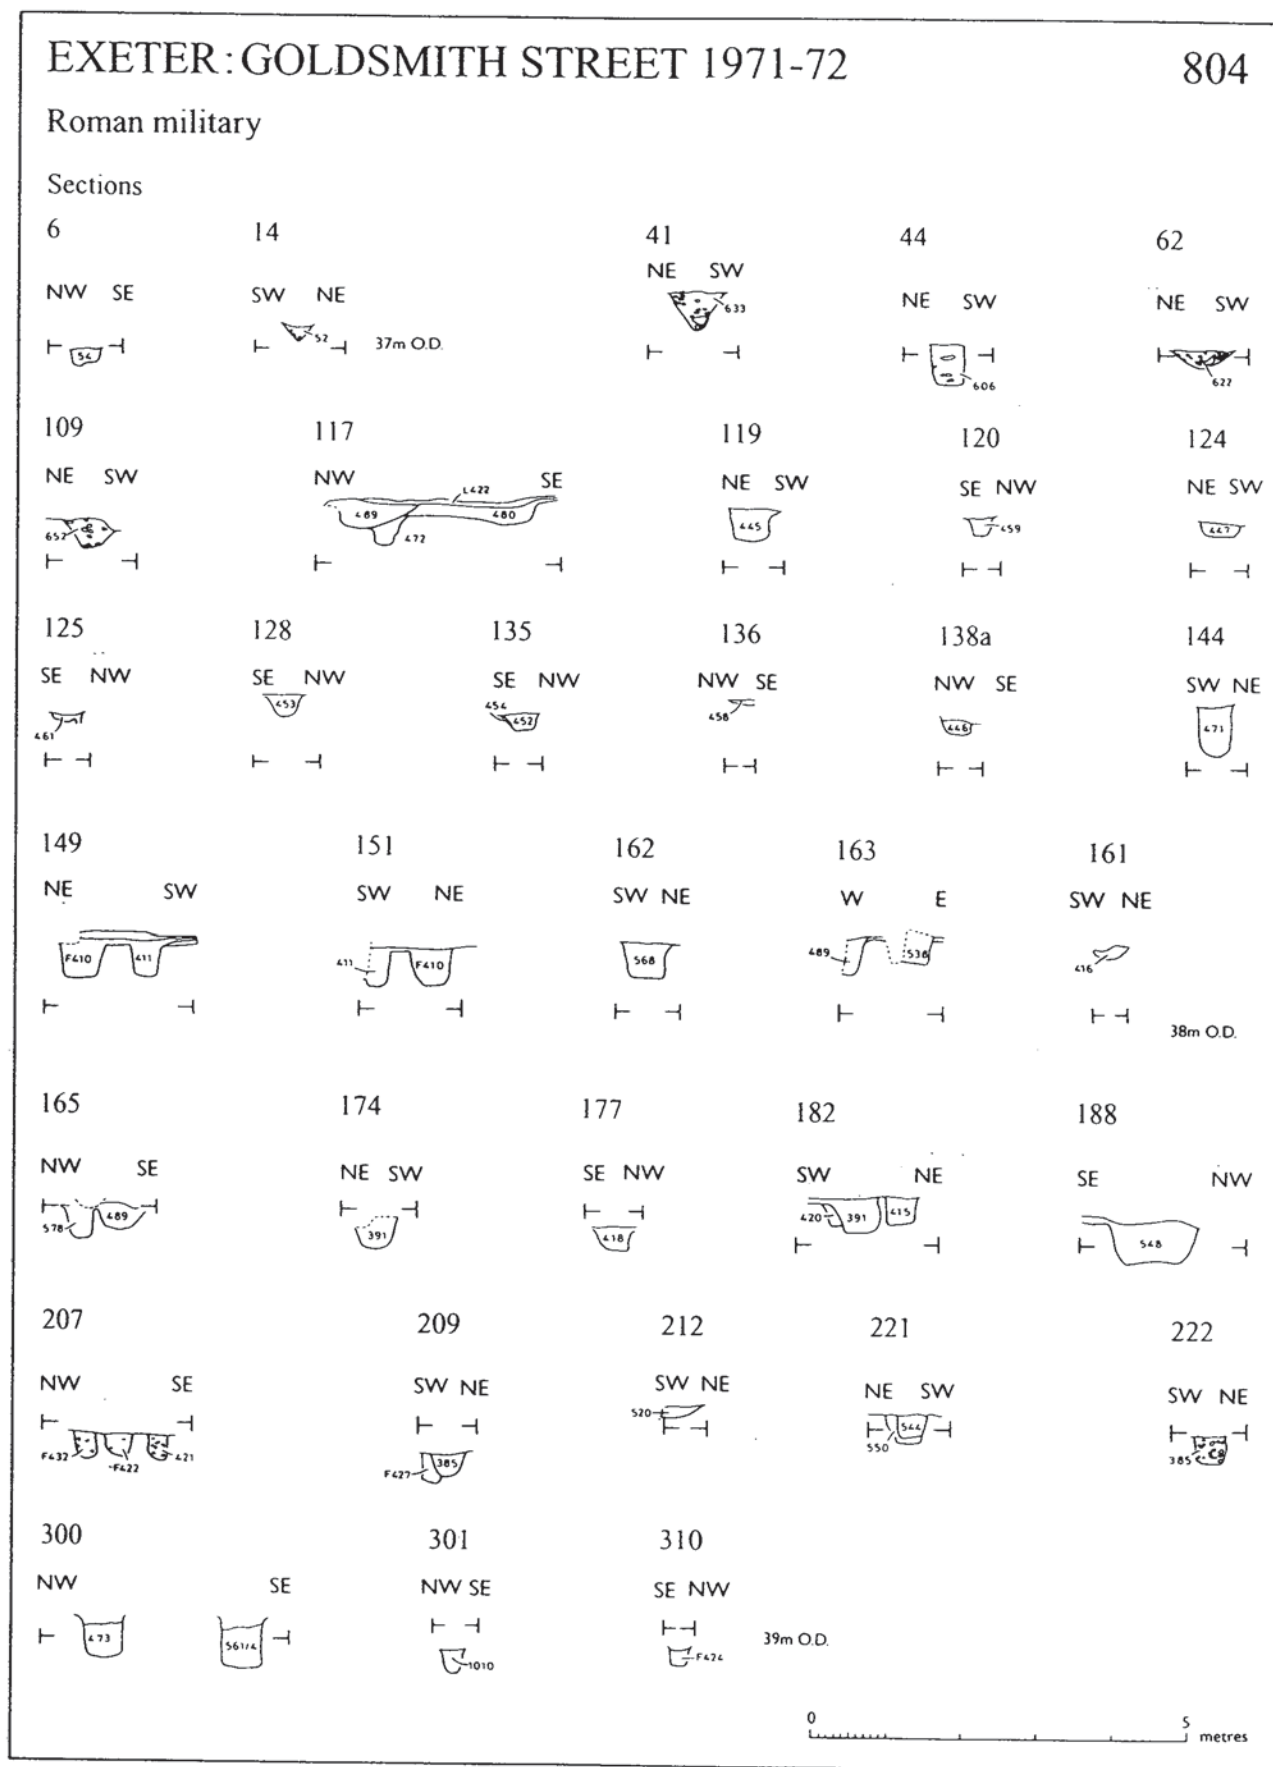 EXETER: GOLDSMITH STREET 1971-72 804
Roman military
Sections
6 14 41 44 62
NW SE SW NE NE SW NE SW NE SW
54 52 37m O.D. 633 606 622
109 117 119 120 124
NE SW NW SE NE SW SE NW NE SW
652 489 L422 480 472 445 459 447
125 128 135 136 138a 144
SE NW SE NW SE NW NW SE NW SE SW NE
461 453 454 452 458 446 471
149 151 162 163 161
NE SW SW NE SW NE W E SW NE
F410 411 411 F410 568 489 538 416
38m O.D.
165 174 177 182 188
NW SE NE SW SE NW SW NE SE NW
578 489 391 418 420 391 415 548
207 209 212 221 222
NW SE SW NE SW NE NE SW SW NE
F432 F422 421 F427 385 520 550 544 385
300 301 310
NW SE NW SE SE NW
473 561/4 1010 F424 39m O.D.
0 5 metres